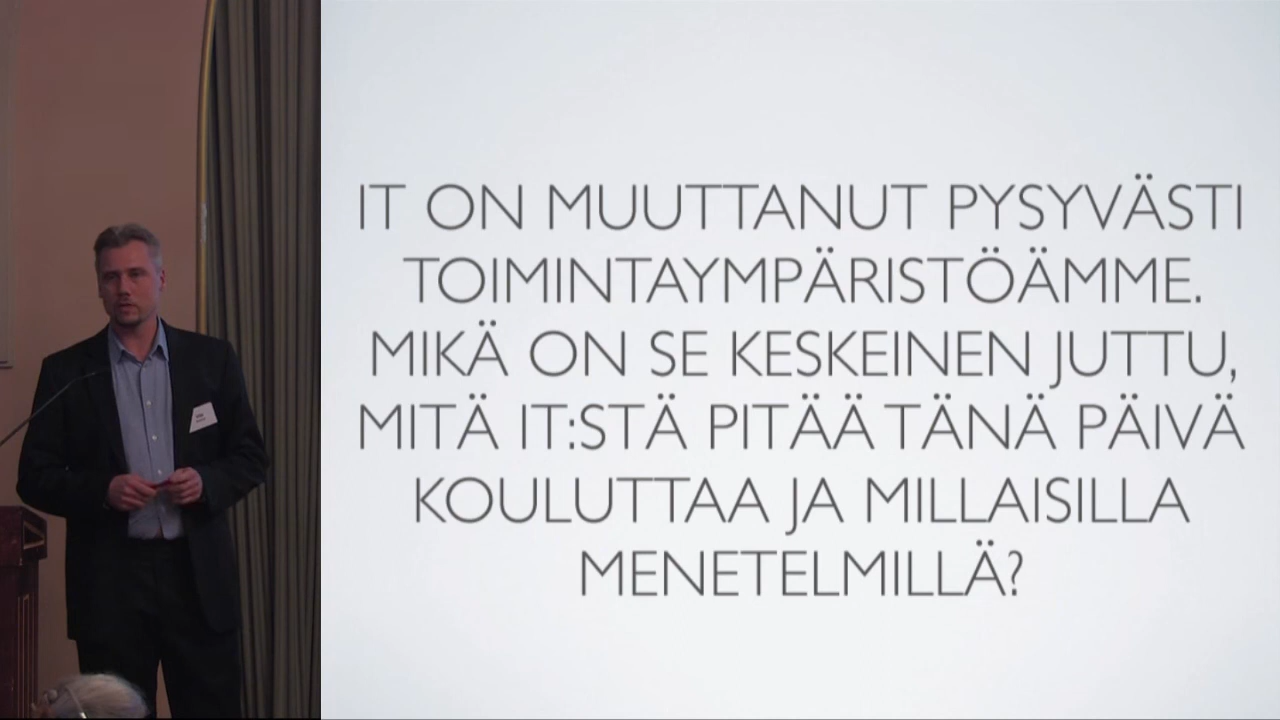 IT ON MUUTTANUT PYSYVÄSTI
TOIMINTAYMPÄRISTÖÄMME.
MIKÄ ON SE KESKEINEN JUTTU,
MITÄ IT:STÄ PITÄÄ TÄNÄ PÄIVÄ
KOULUTTAA JA MILLAISILLA
MENETELMILLÄ?